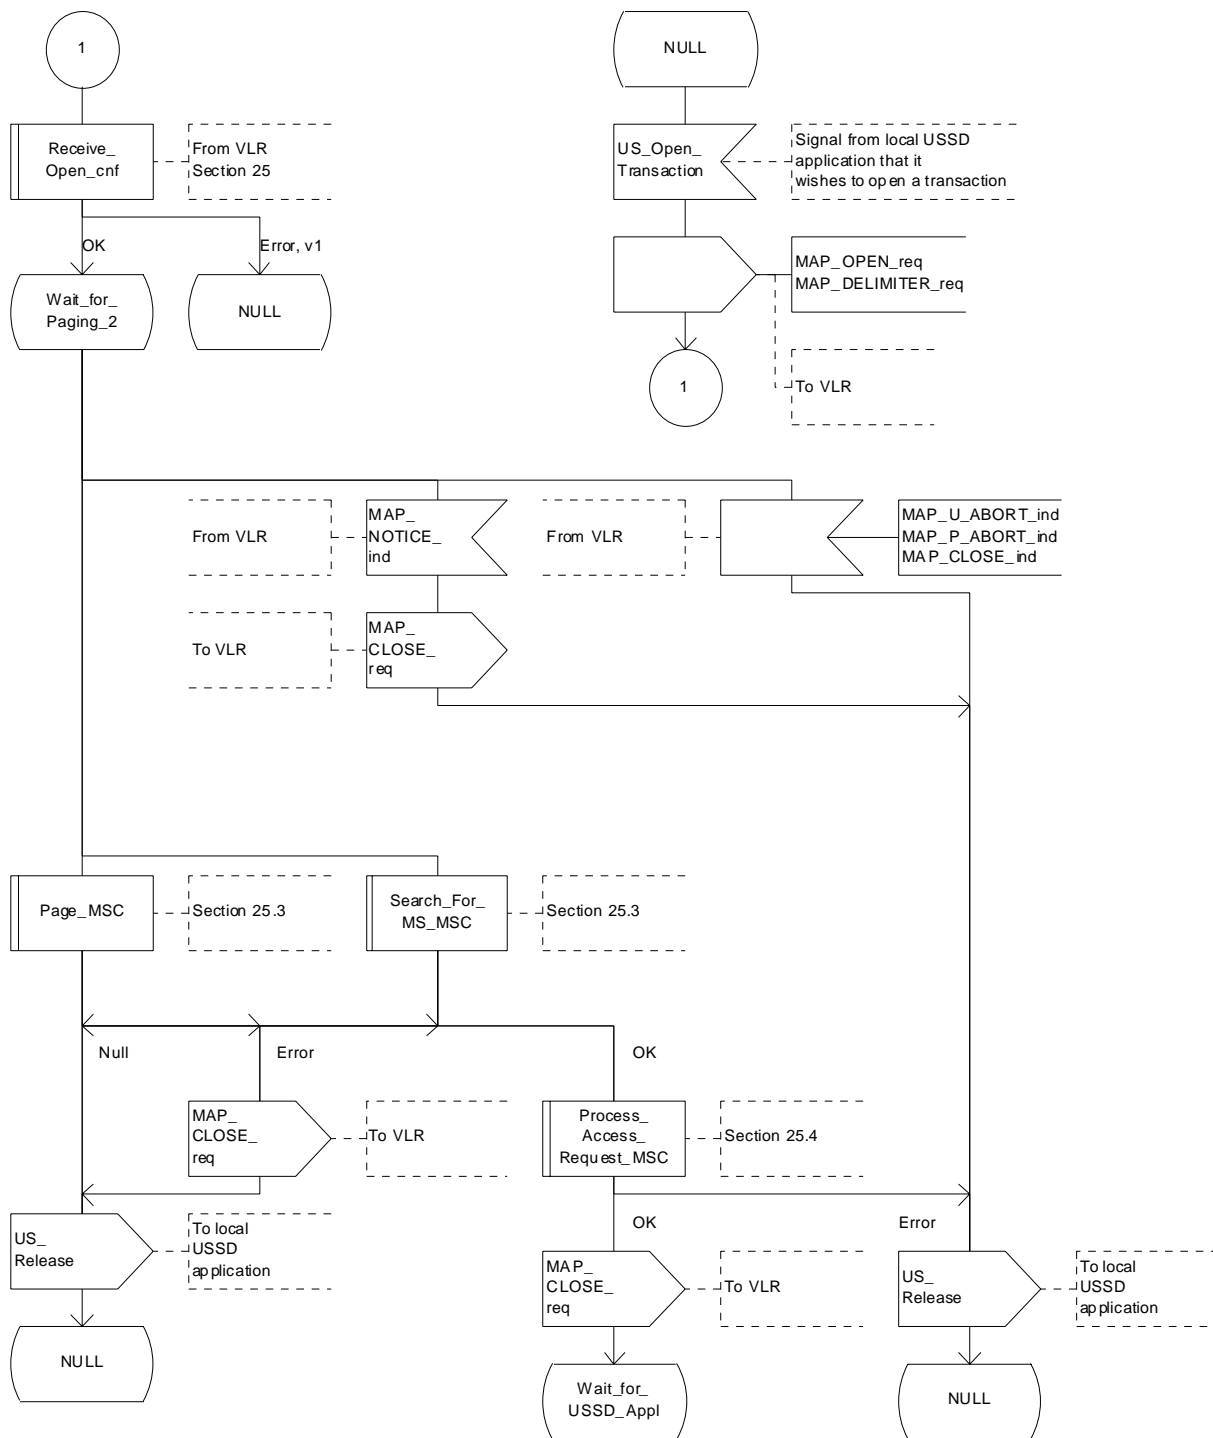 1
NULL
Receive_
Open_cnf
From VLR
Section 25
US_Open_
Transaction
Signal from local USSD
application that it
wishes to open a transaction
OK
Error, v1
Wait_for_
Paging_2
NULL
MAP_OPEN_req
MAP_DELIMITER_req
1
To VLR
From VLR
MAP_
NOTICE_
ind
From VLR
MAP_U_ABORT_ind
MAP_P_ABORT_ind
MAP_CLOSE_ind
To VLR
MAP_
CLOSE_
req
Page_MSC
Section 25.3
Search_For_
MS_MSC
Section 25.3
Null
Error
OK
MAP_
CLOSE_
req
To VLR
Process_
Access_
Request_MSC
Section 25.4
US_
Release
To local
USSD
application
OK
Error
MAP_
CLOSE_
req
To VLR
US_
Release
To local
USSD
application
NULL
Wait_for_
USSD_Appl
NULL